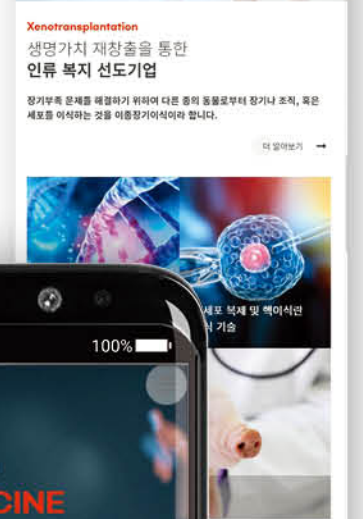 Xenotransplantation
생명가치 재창출을 통한
인류 복지 선도기업
장기부족 문제를 해결하기 위하여 다른 종의 동물로부터 장기나 조직, 혹은
세포를 이식하는 것을 이종장기이식이라 합니다.
더 알아보기 →
세포 복제 및 핵이식란
기술
100%
CINE